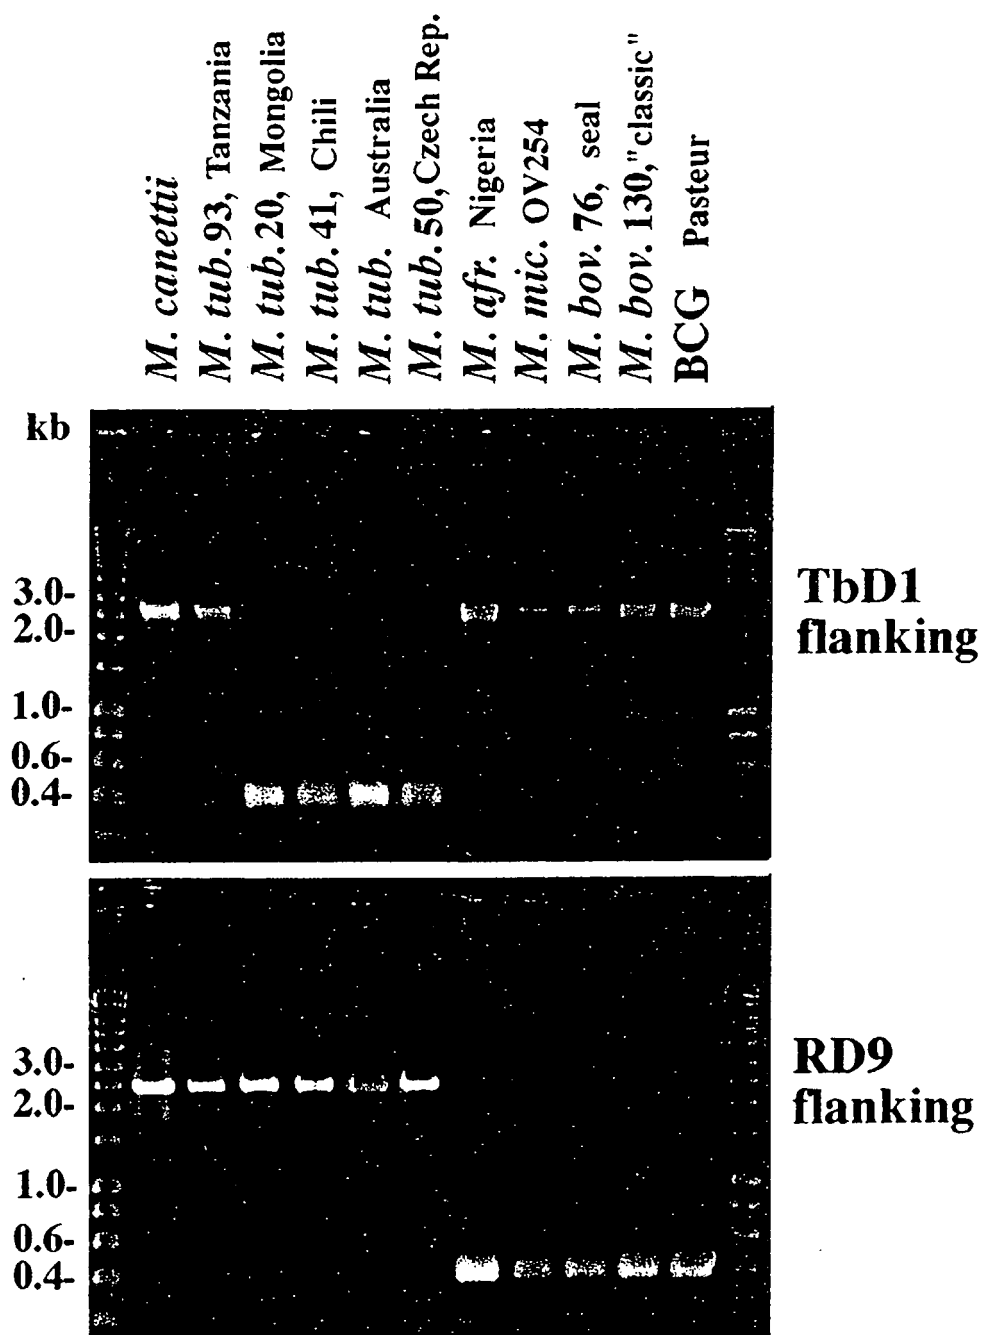 M. canettii
M. tub. 93, Tanzania
M. tub. 20, Mongolia
M. tub. 41, Chili
M. tub. Australia
M. tub. 50, Czech Rep.
M. afr. Nigeria
M. mic. OV254
M. bov. 76, seal
M. bov. 130, "classic"
BCG Pasteur
kb
3.0-
2.0-
1.0-
0.6-
0.4-
TbD1
flanking
3.0-
2.0-
1.0-
0.6-
0.4-
RD9
flanking